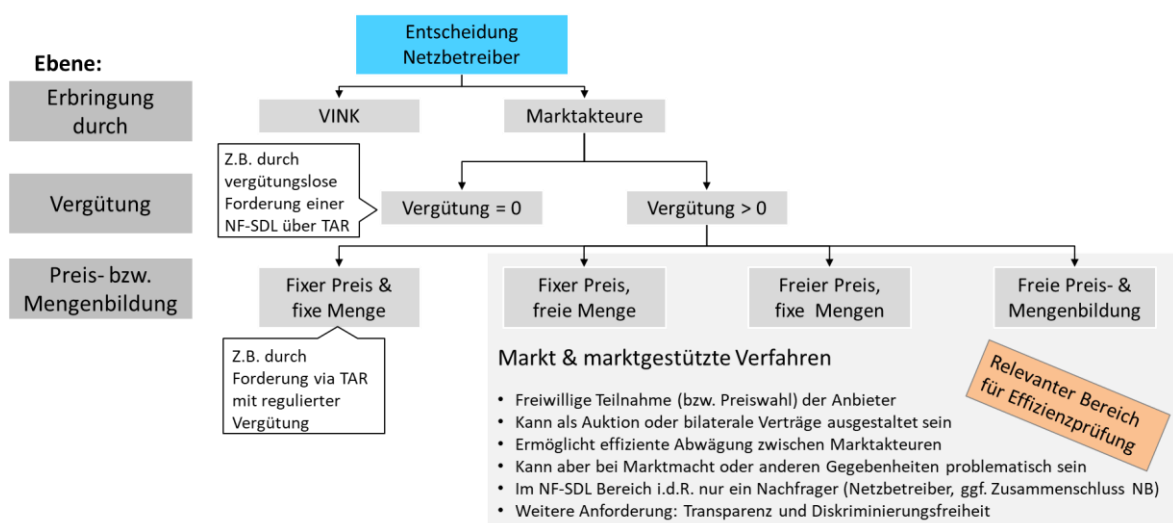 Entscheidung
Netzbetreiber
Ebene:
Erbringung
durch
VINK
Marktakteure
Z.B. durch
vergütungslose
Forderung einer
NF-SDL über TAR
Vergütung
Vergütung = 0
Vergütung > 0
Preis- bzw.
Mengenbildung
Fixer Preis &
fixe Menge
Fixer Preis,
freie Menge
Freier Preis,
fixe Mengen
Freie Preis- &
Mengenbildung
Z.B. durch
Forderung via TAR
mit regulierter
Vergütung
Markt & marktgestützte Verfahren
Relevanter Bereich
für Effizienzprüfung
• Freiwillige Teilnahme (bzw. Preiswahl) der Anbieter
• Kann als Auktion oder bilaterale Verträge ausgestaltet sein
• Ermöglicht effiziente Abwägung zwischen Marktakteuren
• Kann aber bei Marktmacht oder anderen Gegebenheiten problematisch sein
• Im NF-SDL Bereich i.d.R. nur ein Nachfrager (Netzbetreiber, ggf. Zusammenschluss NB)
• Weitere Anforderung: Transparenz und Diskriminierungsfreiheit